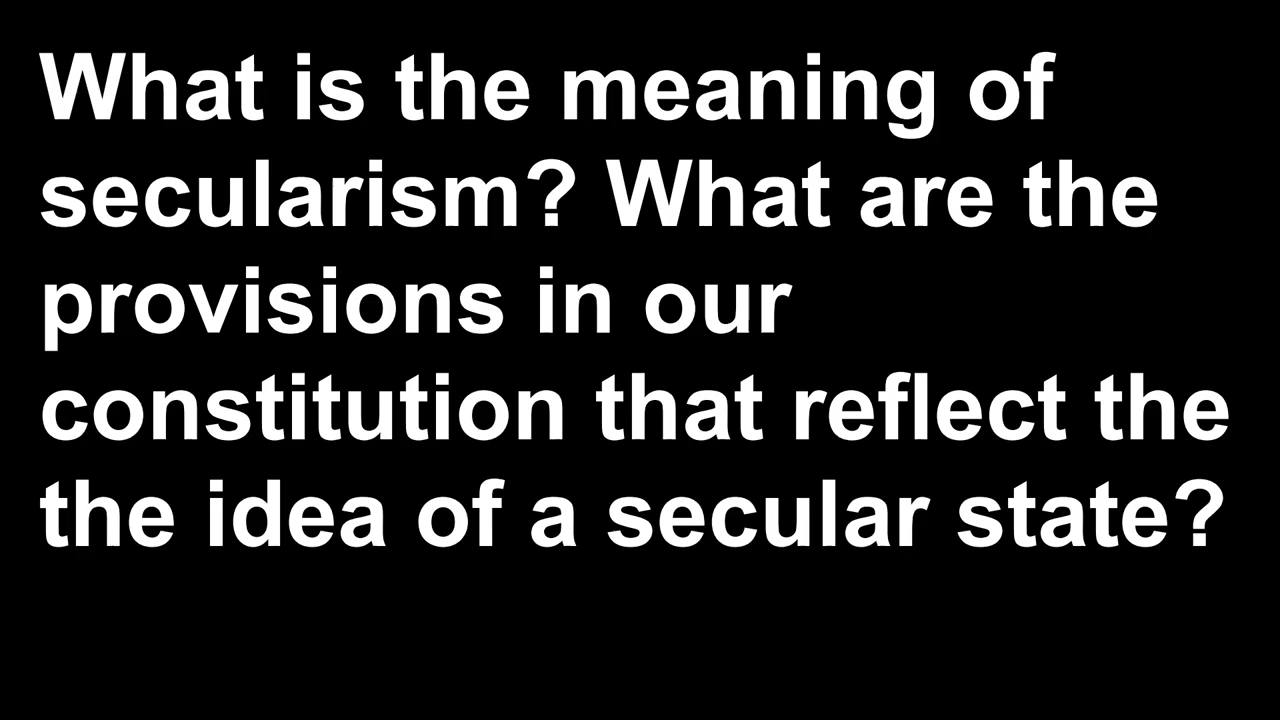 What is the meaning of
secularism? What are the
provisions in our
constitution that reflect the
the idea of a secular state?